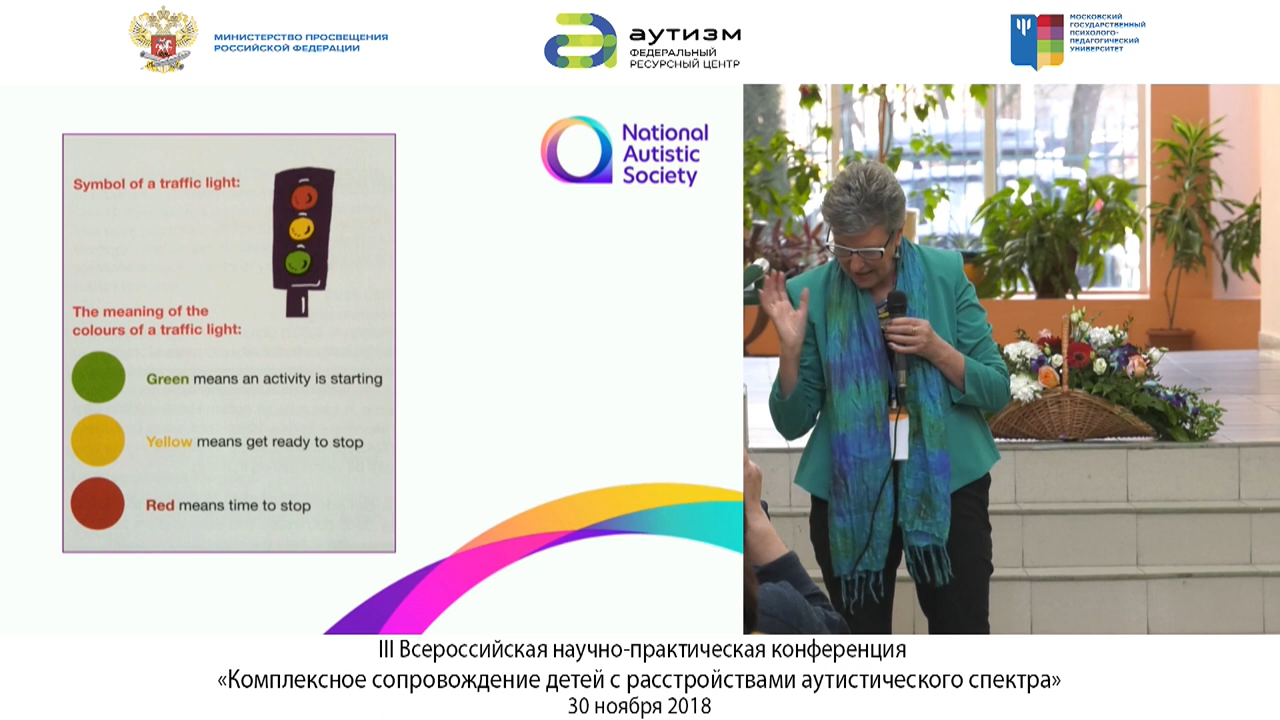 МИНИСТЕРСТВО ПРОСВЕЩЕНИЯ
РОССИЙСКОЙ ФЕДЕРАЦИИ
аутизм
ФЕДЕРАЛЬНЫЙ
РЕСУРСНЫЙ ЦЕНТР
МОСКОВСКИЙ
ГОСУДАРСТВЕННЫЙ
ПСИХОЛОГО-
ПЕДАГОГИЧЕСКИЙ
УНИВЕРСИТЕТ
National
Autistic
Society
Symbol of a traffic light:
The meaning of the
colours of a traffic light:
Green means an activity is starting
Yellow means get ready to stop
Red means time to stop
III Всероссийская научно-практическая конференция
«Комплексное сопровождение детей с расстройствами аутистического спектра»
30 ноября 2018